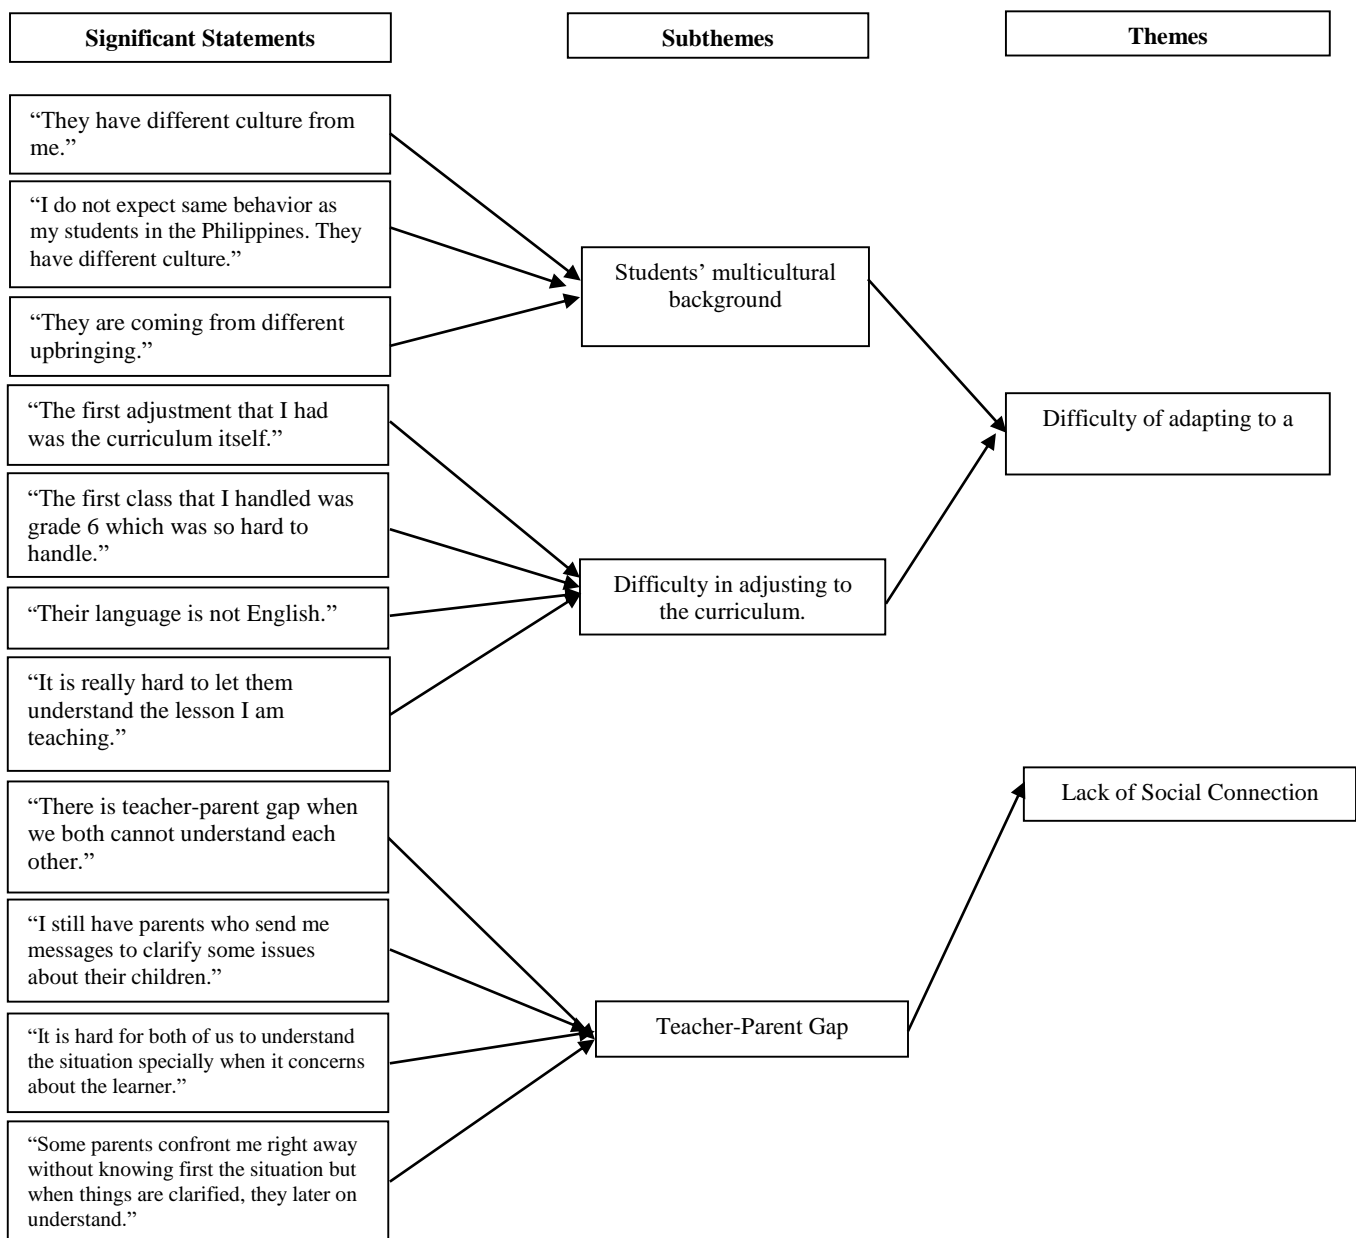 Significant Statements
Subthemes
Themes
“They have different culture from
me.”
“I do not expect same behavior as
my students in the Philippines. They
have different culture.”
“They are coming from different
upbringing.”
“The first adjustment that I had
was the curriculum itself.”
“The first class that I handled was
grade 6 which was so hard to
handle.”
“Their language is not English.”
“It is really hard to let them
understand the lesson I am
teaching.”
“There is teacher-parent gap when
we both cannot understand each
other.”
“I still have parents who send me
messages to clarify some issues
about their children.”
“It is hard for both of us to understand
the situation specially when it concerns
about the learner.”
“Some parents confront me right away
without knowing first the situation but
when things are clarified, they later on
understand.”
Students’ multicultural
background
Difficulty in adjusting to
the curriculum.
Teacher-Parent Gap
Difficulty of adapting to a
Lack of Social Connection